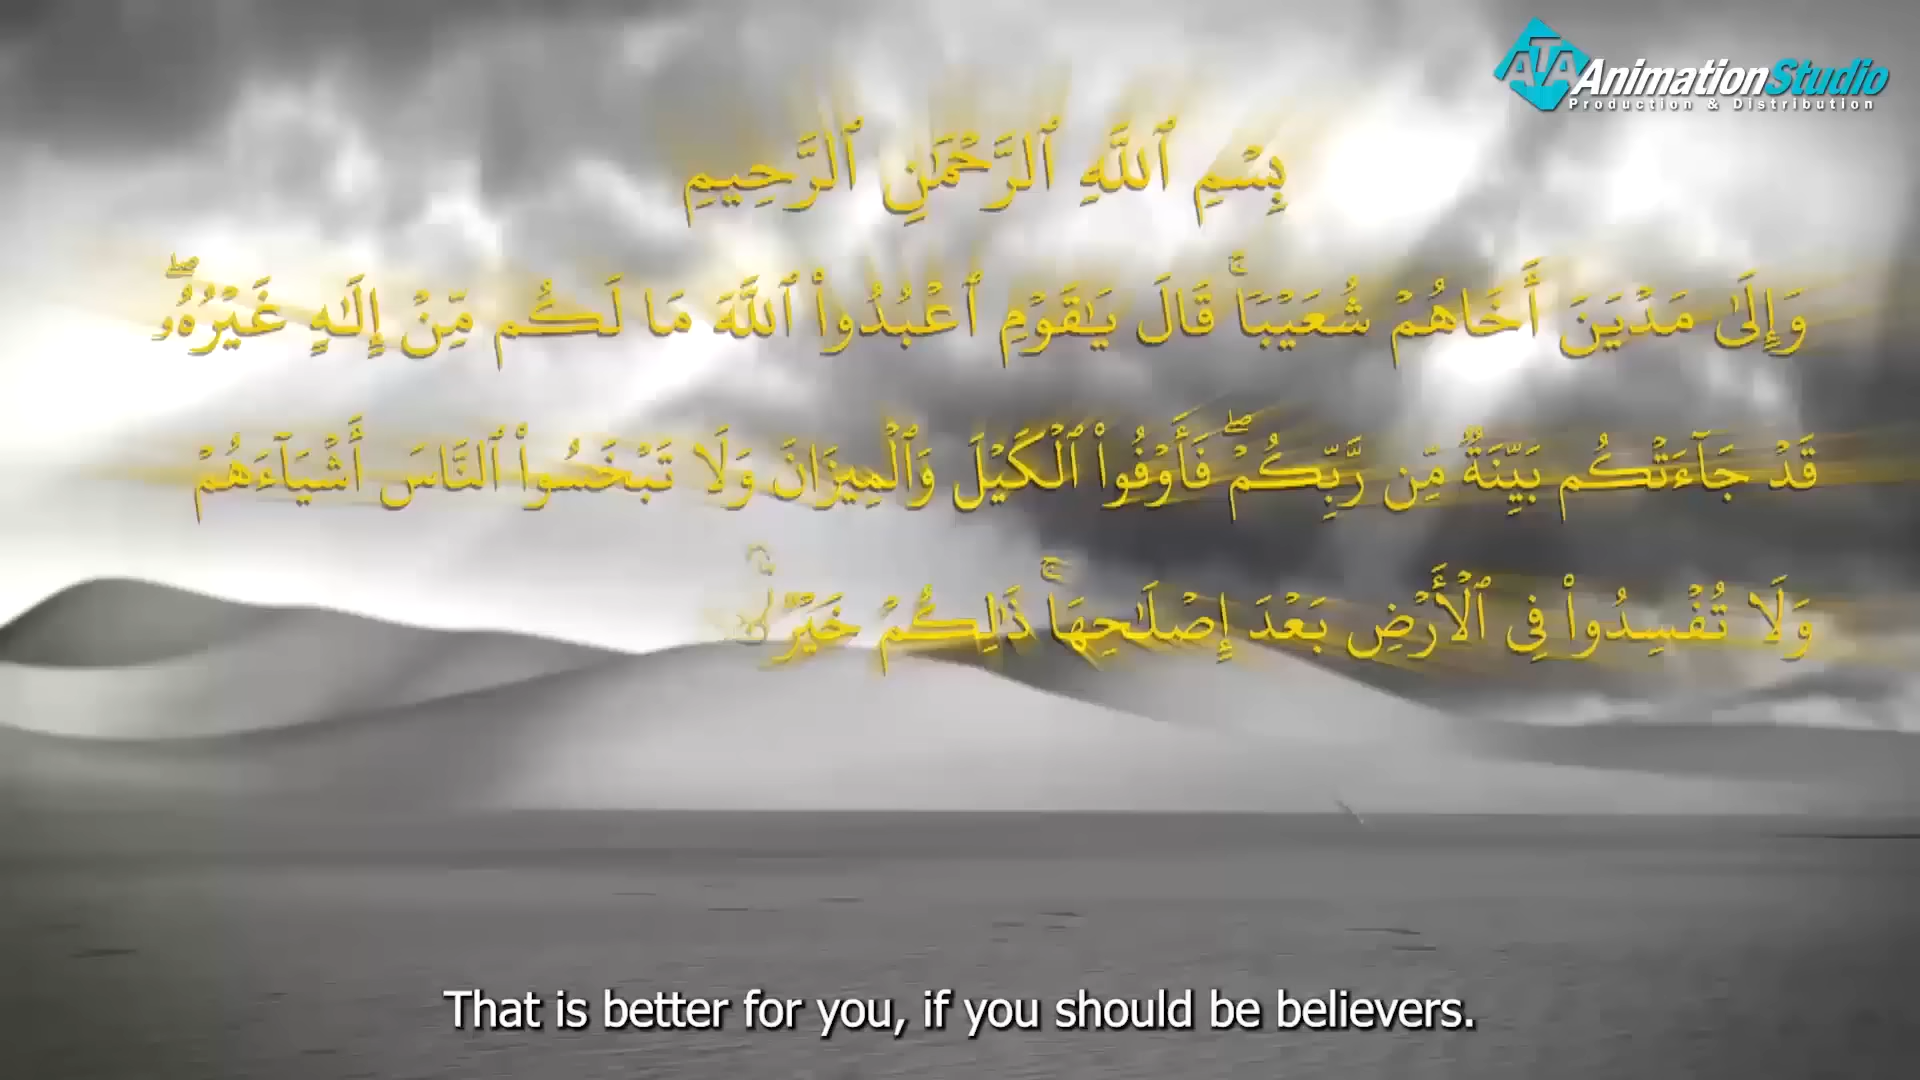 ATA AnimationStudio
Production & Distribution
بِسْمِ ٱللَّهِ ٱلرَّحْمَٰنِ ٱلرَّحِيمِ
وَإِلَىٰ مَدْيَنَ أَخَاهُمْ شُعَيْبًا ۚ قَالَ يَـٰقَوْمِ ٱعْبُدُوا۟ ٱللَّهَ مَا لَكُم مِّنْ إِلَـٰهٍ غَيْرُهُۥ ۖ
قَدْ جَآءَتْكُم بَيِّنَةٌ مِّن رَّبِّكُمْ ۖ فَأَوْفُوا۟ ٱلْكَيْلَ وَٱلْمِيزَانَ وَلَا تَبْخَسُوا۟ ٱلنَّاسَ أَشْيَآءَهُمْ
وَلَا تُفْسِدُوا۟ فِى ٱلْأَرْضِ بَعْدَ إِصْلَـٰحِهَا ۚ ذَٰلِكُمْ خَيْرٌ
That is better for you, if you should be believers.